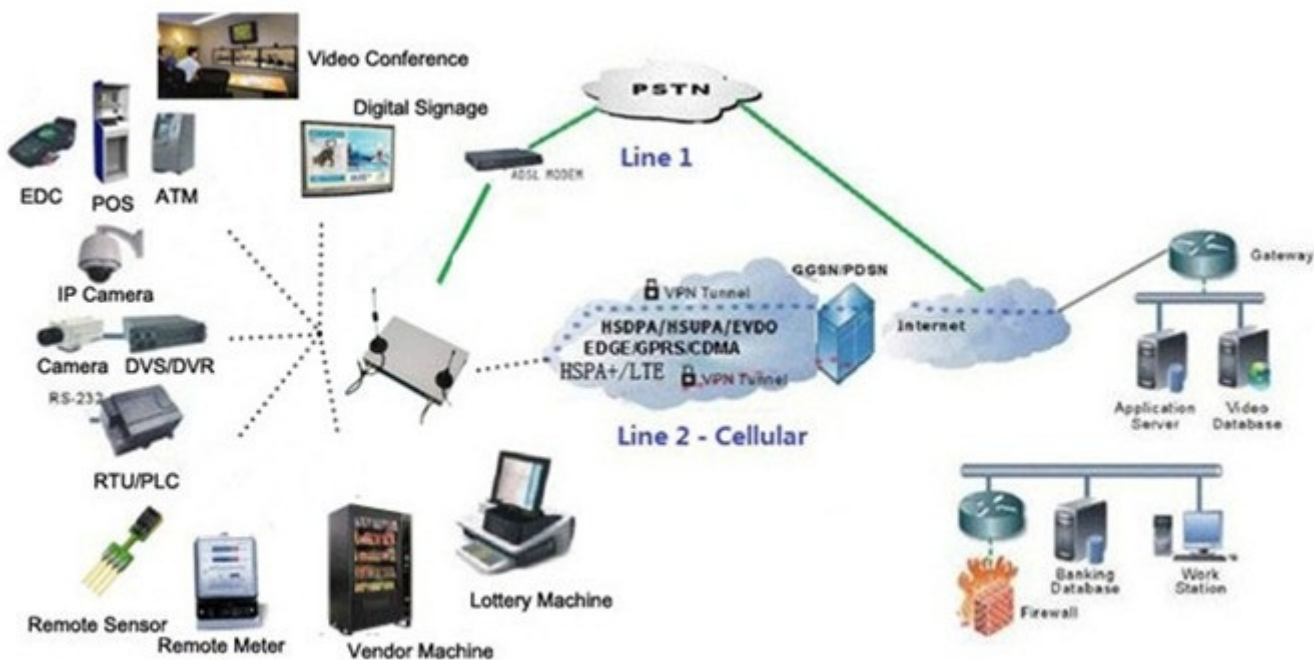 Video Conference
Digital Signage
EDC
POS
ATM
IP Camera
Camera
DVS/DVR
RS-232
RTU/PLC
Remote Sensor
Remote Meter
Vendor Machine
Lottery Machine
ADSL MODEM
PSTN
Line 1
GGSN/PDSN
VPN Tunnel
HSDPA/HSUPA/EVDO
EDGE/GPRS/CDMA
HSPA+/LTE
VPN Tunnel
Line 2 - Cellular
Internet
Gateway
Application
Server
Video
Database
Banking
Database
Work
Station
Firewall